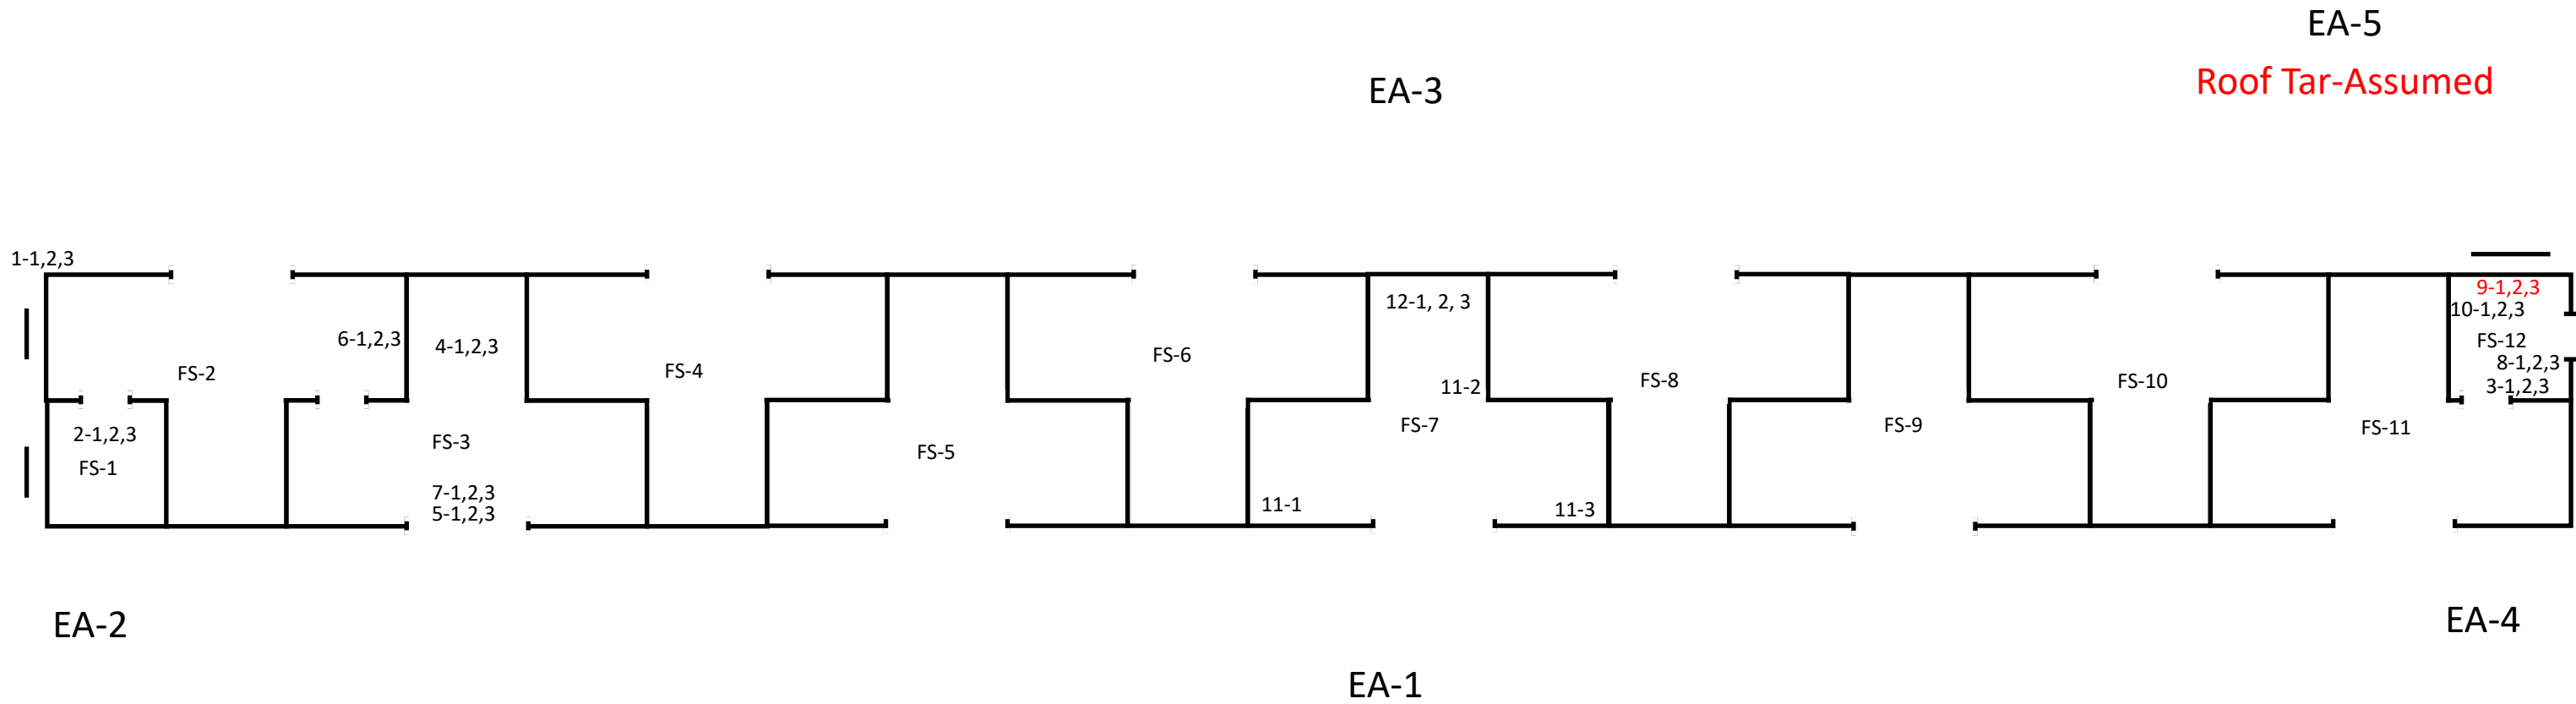 EA-5
Roof Tar-Assumed
EA-3
1-1,2,3
9-1,2,3
10-1,2,3
12-1, 2, 3
6-1,2,3
4-1,2,3
FS-12
FS-6
8-1,2,3
FS-2
FS-4
FS-8
FS-10
11-2
3-1,2,3
2-1,2,3
FS-3
FS-7
FS-9
FS-11
FS-1
FS-5
7-1,2,3
5-1,2,3
11-1
11-3
EA-2
EA-4
EA-1